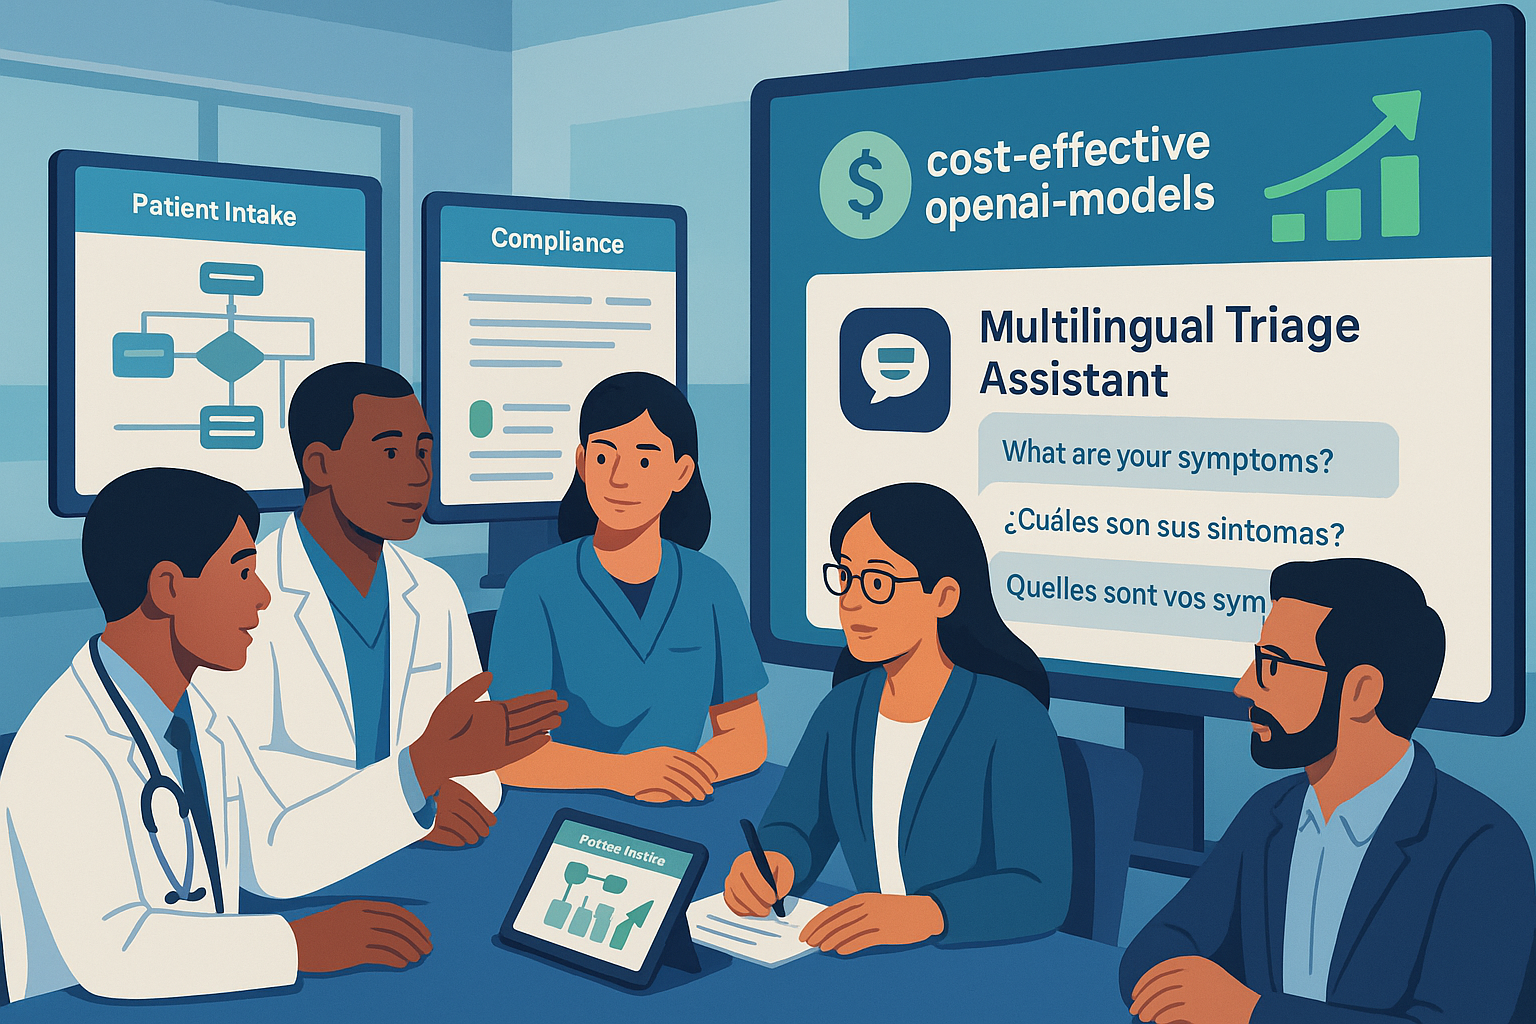 Patient Intake
Compliance
$
cost-effective
openai-models
Multilingual Triage
Assistant
What are your symptoms?
¿Cuáles son sus sintomas?
Quelles sont vos sym
Pottee Instire